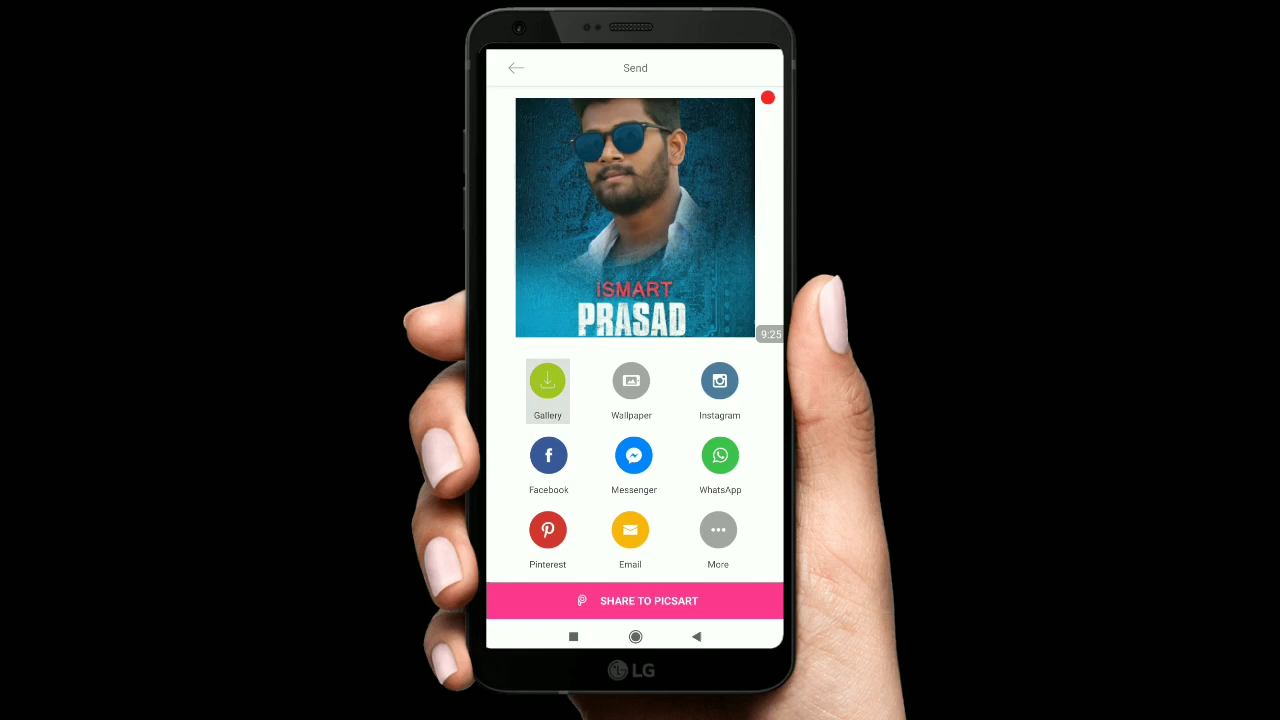 Send
iSMART
PRASAD
9:25
Gallery
Wallpaper
Instagram
Facebook
Messenger
WhatsApp
Pinterest
Email
More
SHARE TO PICSART
LG